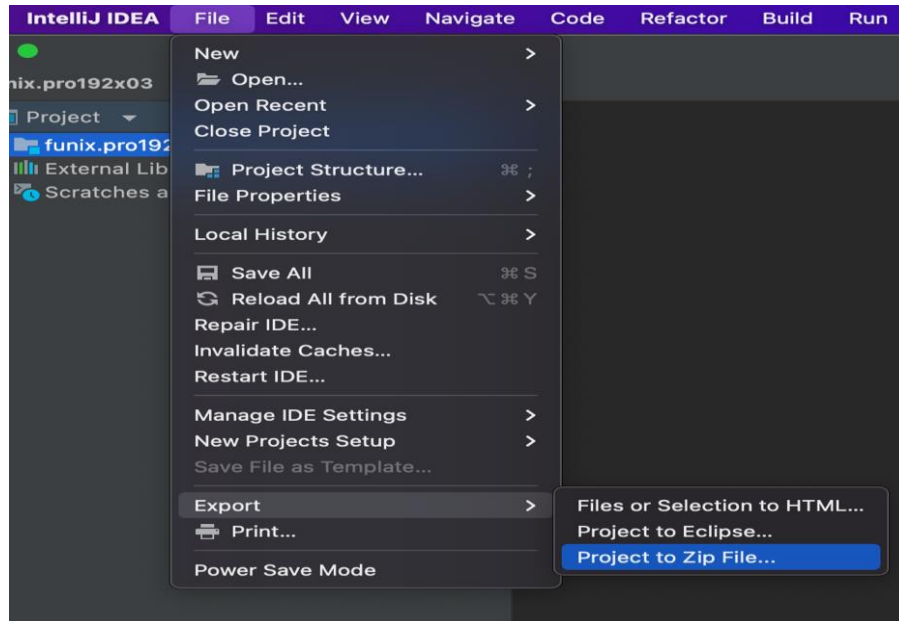 IntelliJ IDEA File Edit View Navigate Code Refactor Build Run
nix.pro192x03
Project
funix.pro192
External Lib
Scratches a
New
Open...
Open Recent
Close Project
Project Structure... ⌘ ;
File Properties
Local History
Save All ⌘ S
Reload All from Disk ⌥ ⌘ Y
Repair IDE...
Invalidate Caches...
Restart IDE...
Manage IDE Settings
New Projects Setup
Save File as Template...
Export
Print...
Power Save Mode
Files or Selection to HTML...
Project to Eclipse...
Project to Zip File...